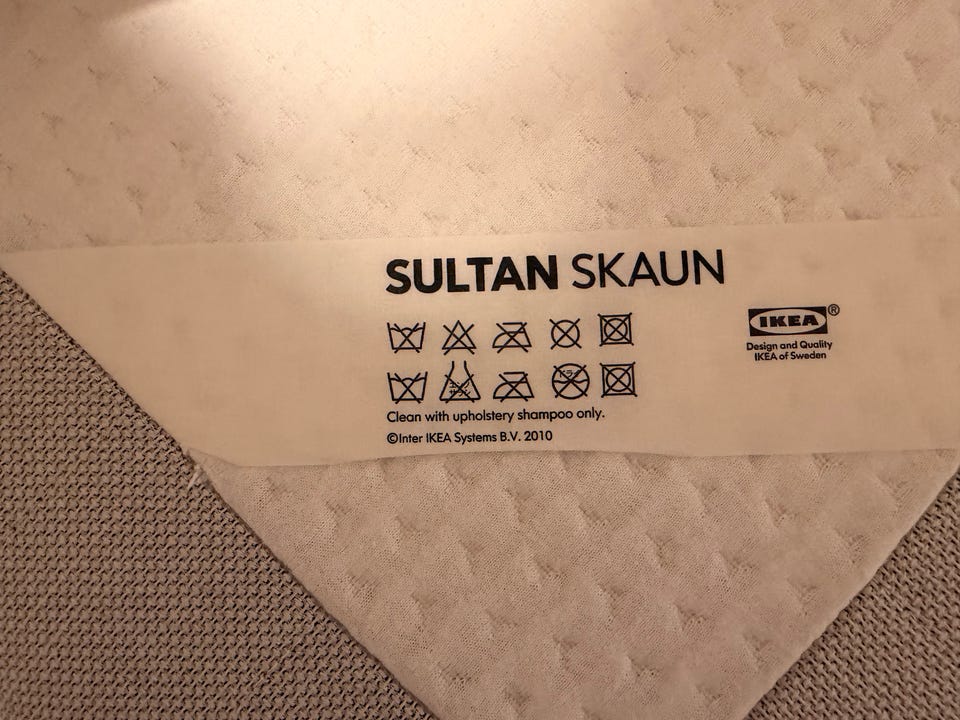 SULTAN SKAUN
IKEA®
Design and Quality
IKEA of Sweden
Clean with upholstery shampoo only.
©Inter IKEA Systems B.V. 2010